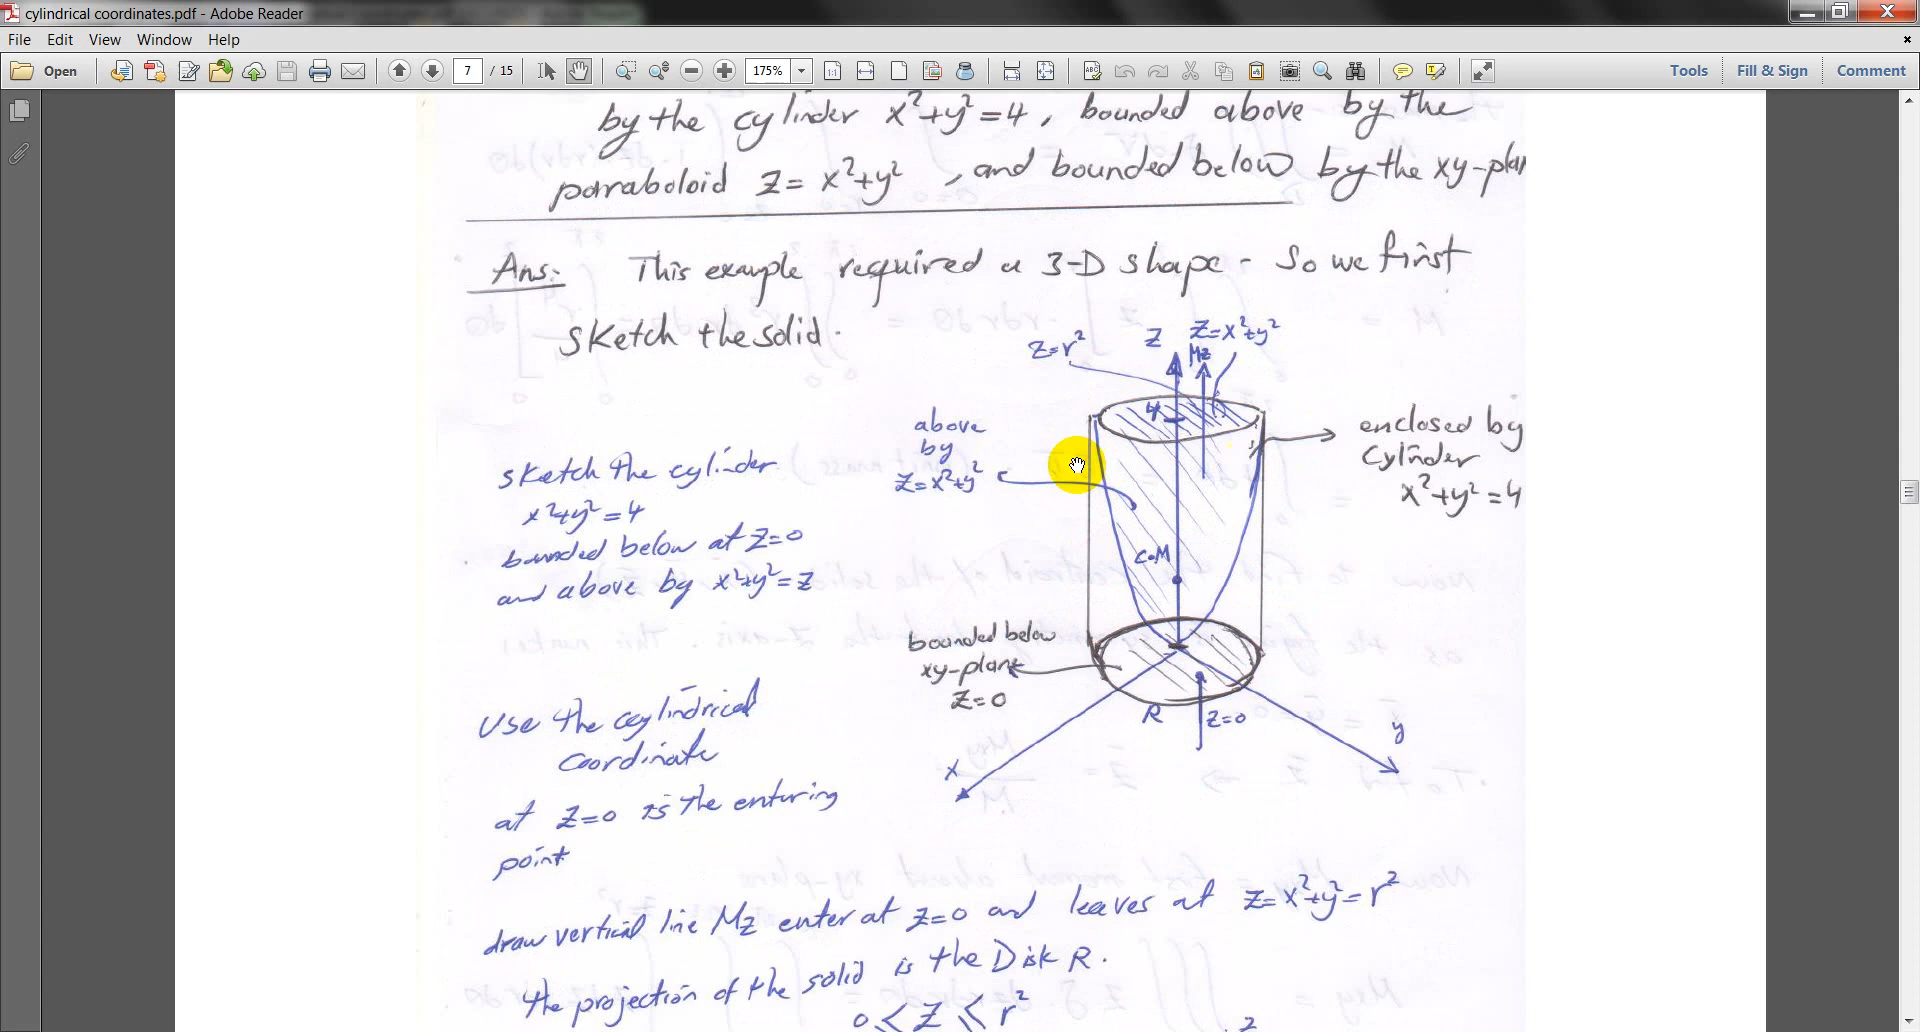 cylindrical coordinates.pdf - Adobe Reader
File Edit View Window Help
Open
7 / 15
175%
Tools Fill & Sign Comment
by the cylinder x²+y²=4, bounded above by the
paraboloid z = x²+y², and bounded below by the xy-plan
Ans:- This example required a 3-D shape - So we first
sketch the solid.
z=r²
z
z=x²+y²
Mz
4
above
by
z=x²+y²
enclosed by
cylinder
x²+y²=4
sketch the cylinder
x²+y²=4
bounded below at z=0
and above by x²+y²=z
C.M
bounded below
xy-plane
z=0
R
z=0
y
x
Use the cylindrical
coordinate
at z=0 is the entering
point
draw vertical line Mz enter at z=0 and leaves at z=x²+y²=r²
the projection of the solid is the Disk R.
0 ≤ z ≤ r²